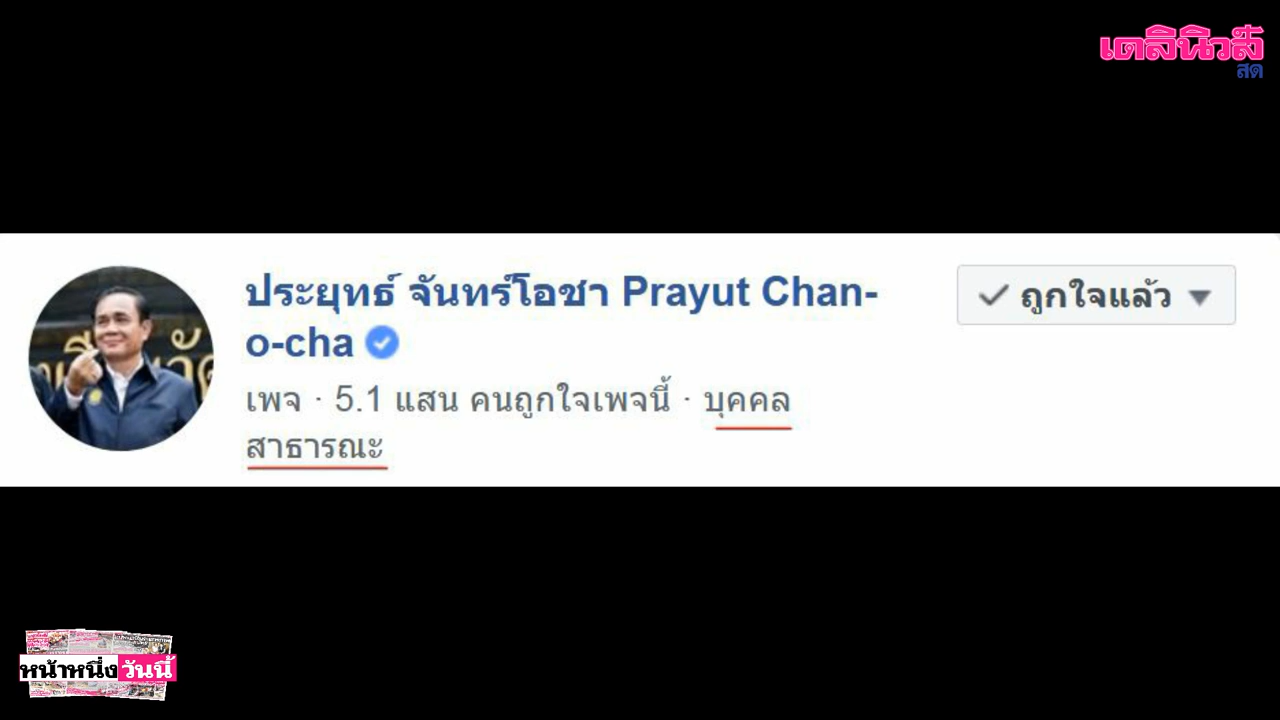 เดลินิวส์
สด
ประยุทธ์ จันทร์โอชา Prayut Chan-
o-cha
ถูกใจแล้ว
เพจ · 5.1 แสน คนถูกใจเพจนี้ · บุคคล
สาธารณะ
หน้าหนึ่งวันนี้